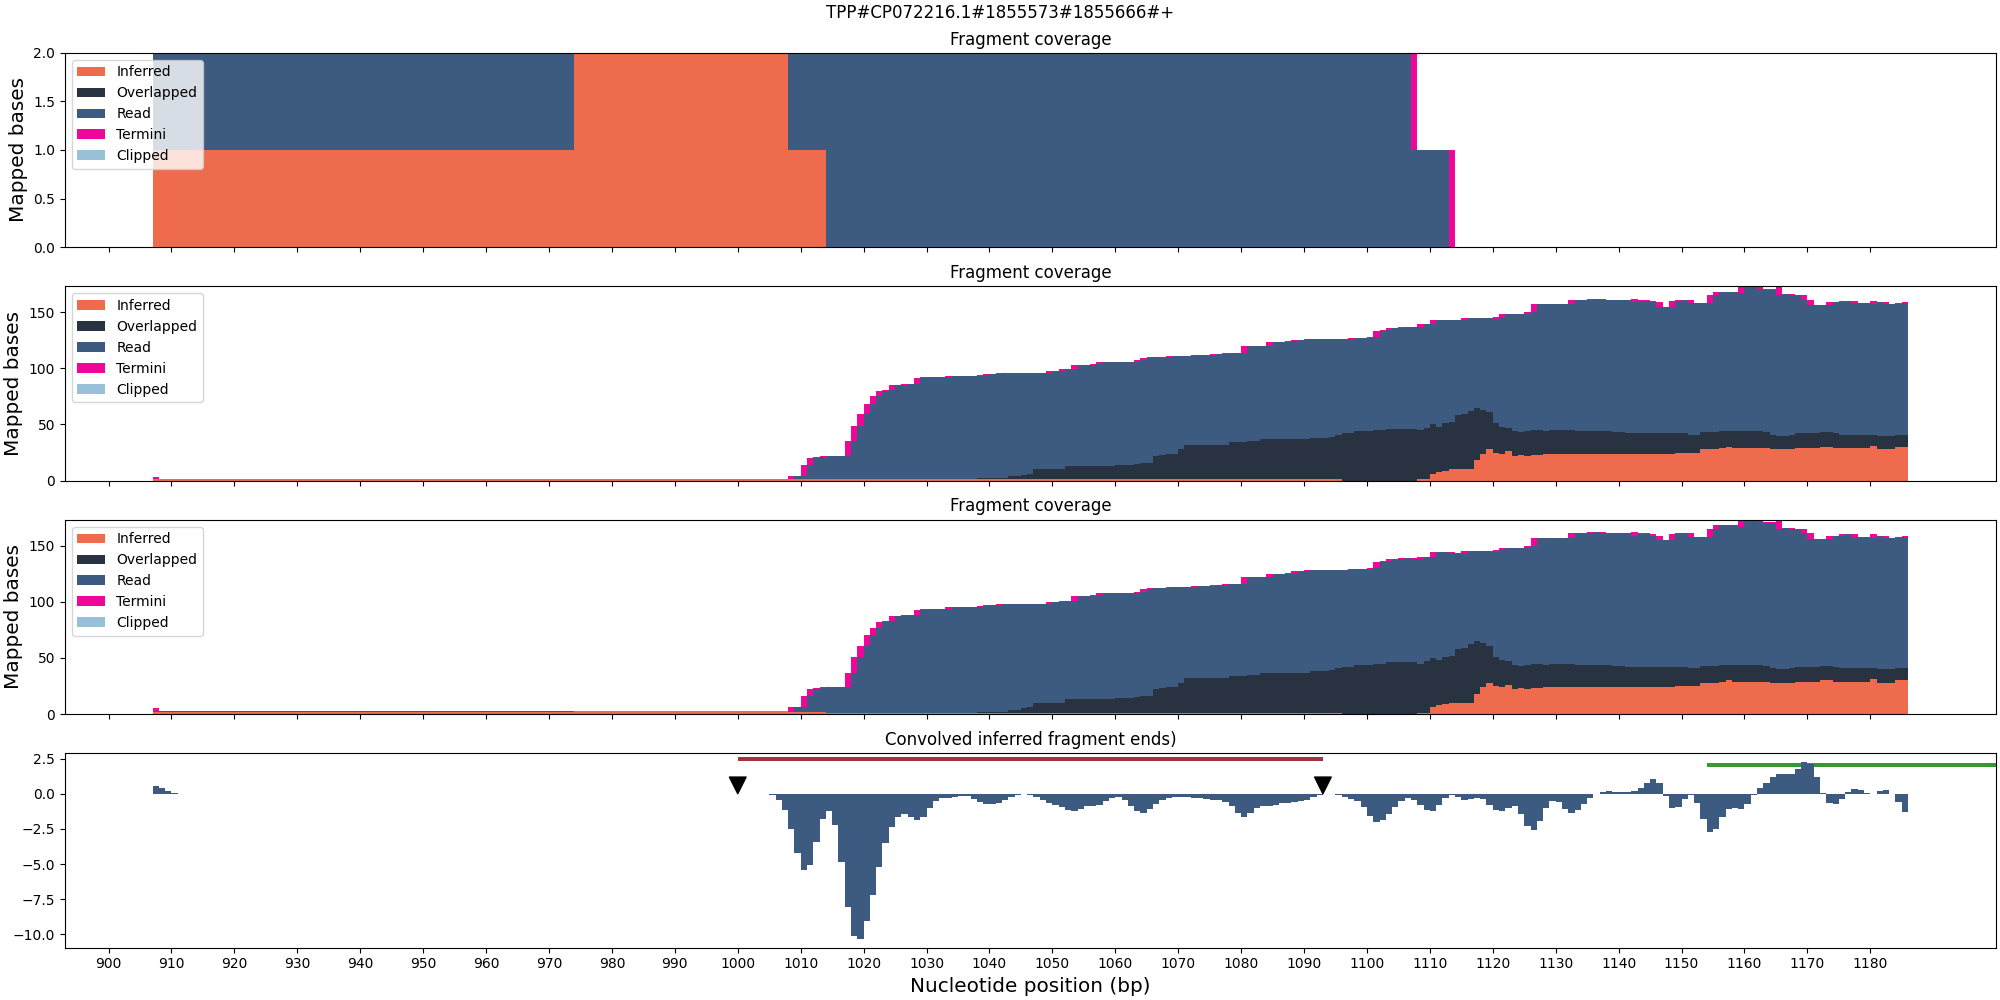 TPP#CP072216.1#1855573#1855666#+
Fragment coverage
Mapped bases
2.0
1.5
1.0
0.5
0.0
Inferred
Overlapped
Read
Termini
Clipped
Fragment coverage
Mapped bases
150
100
50
0
Inferred
Overlapped
Read
Termini
Clipped
Fragment coverage
Mapped bases
150
100
50
0
Inferred
Overlapped
Read
Termini
Clipped
Convolved inferred fragment ends)
2.5
0.0
−2.5
−5.0
−7.5
−10.0
900 910 920 930 940 950 960 970 980 990 1000 1010 1020 1030 1040 1050 1060 1070 1080 1090 1100 1110 1120 1130 1140 1150 1160 1170 1180
Nucleotide position (bp)